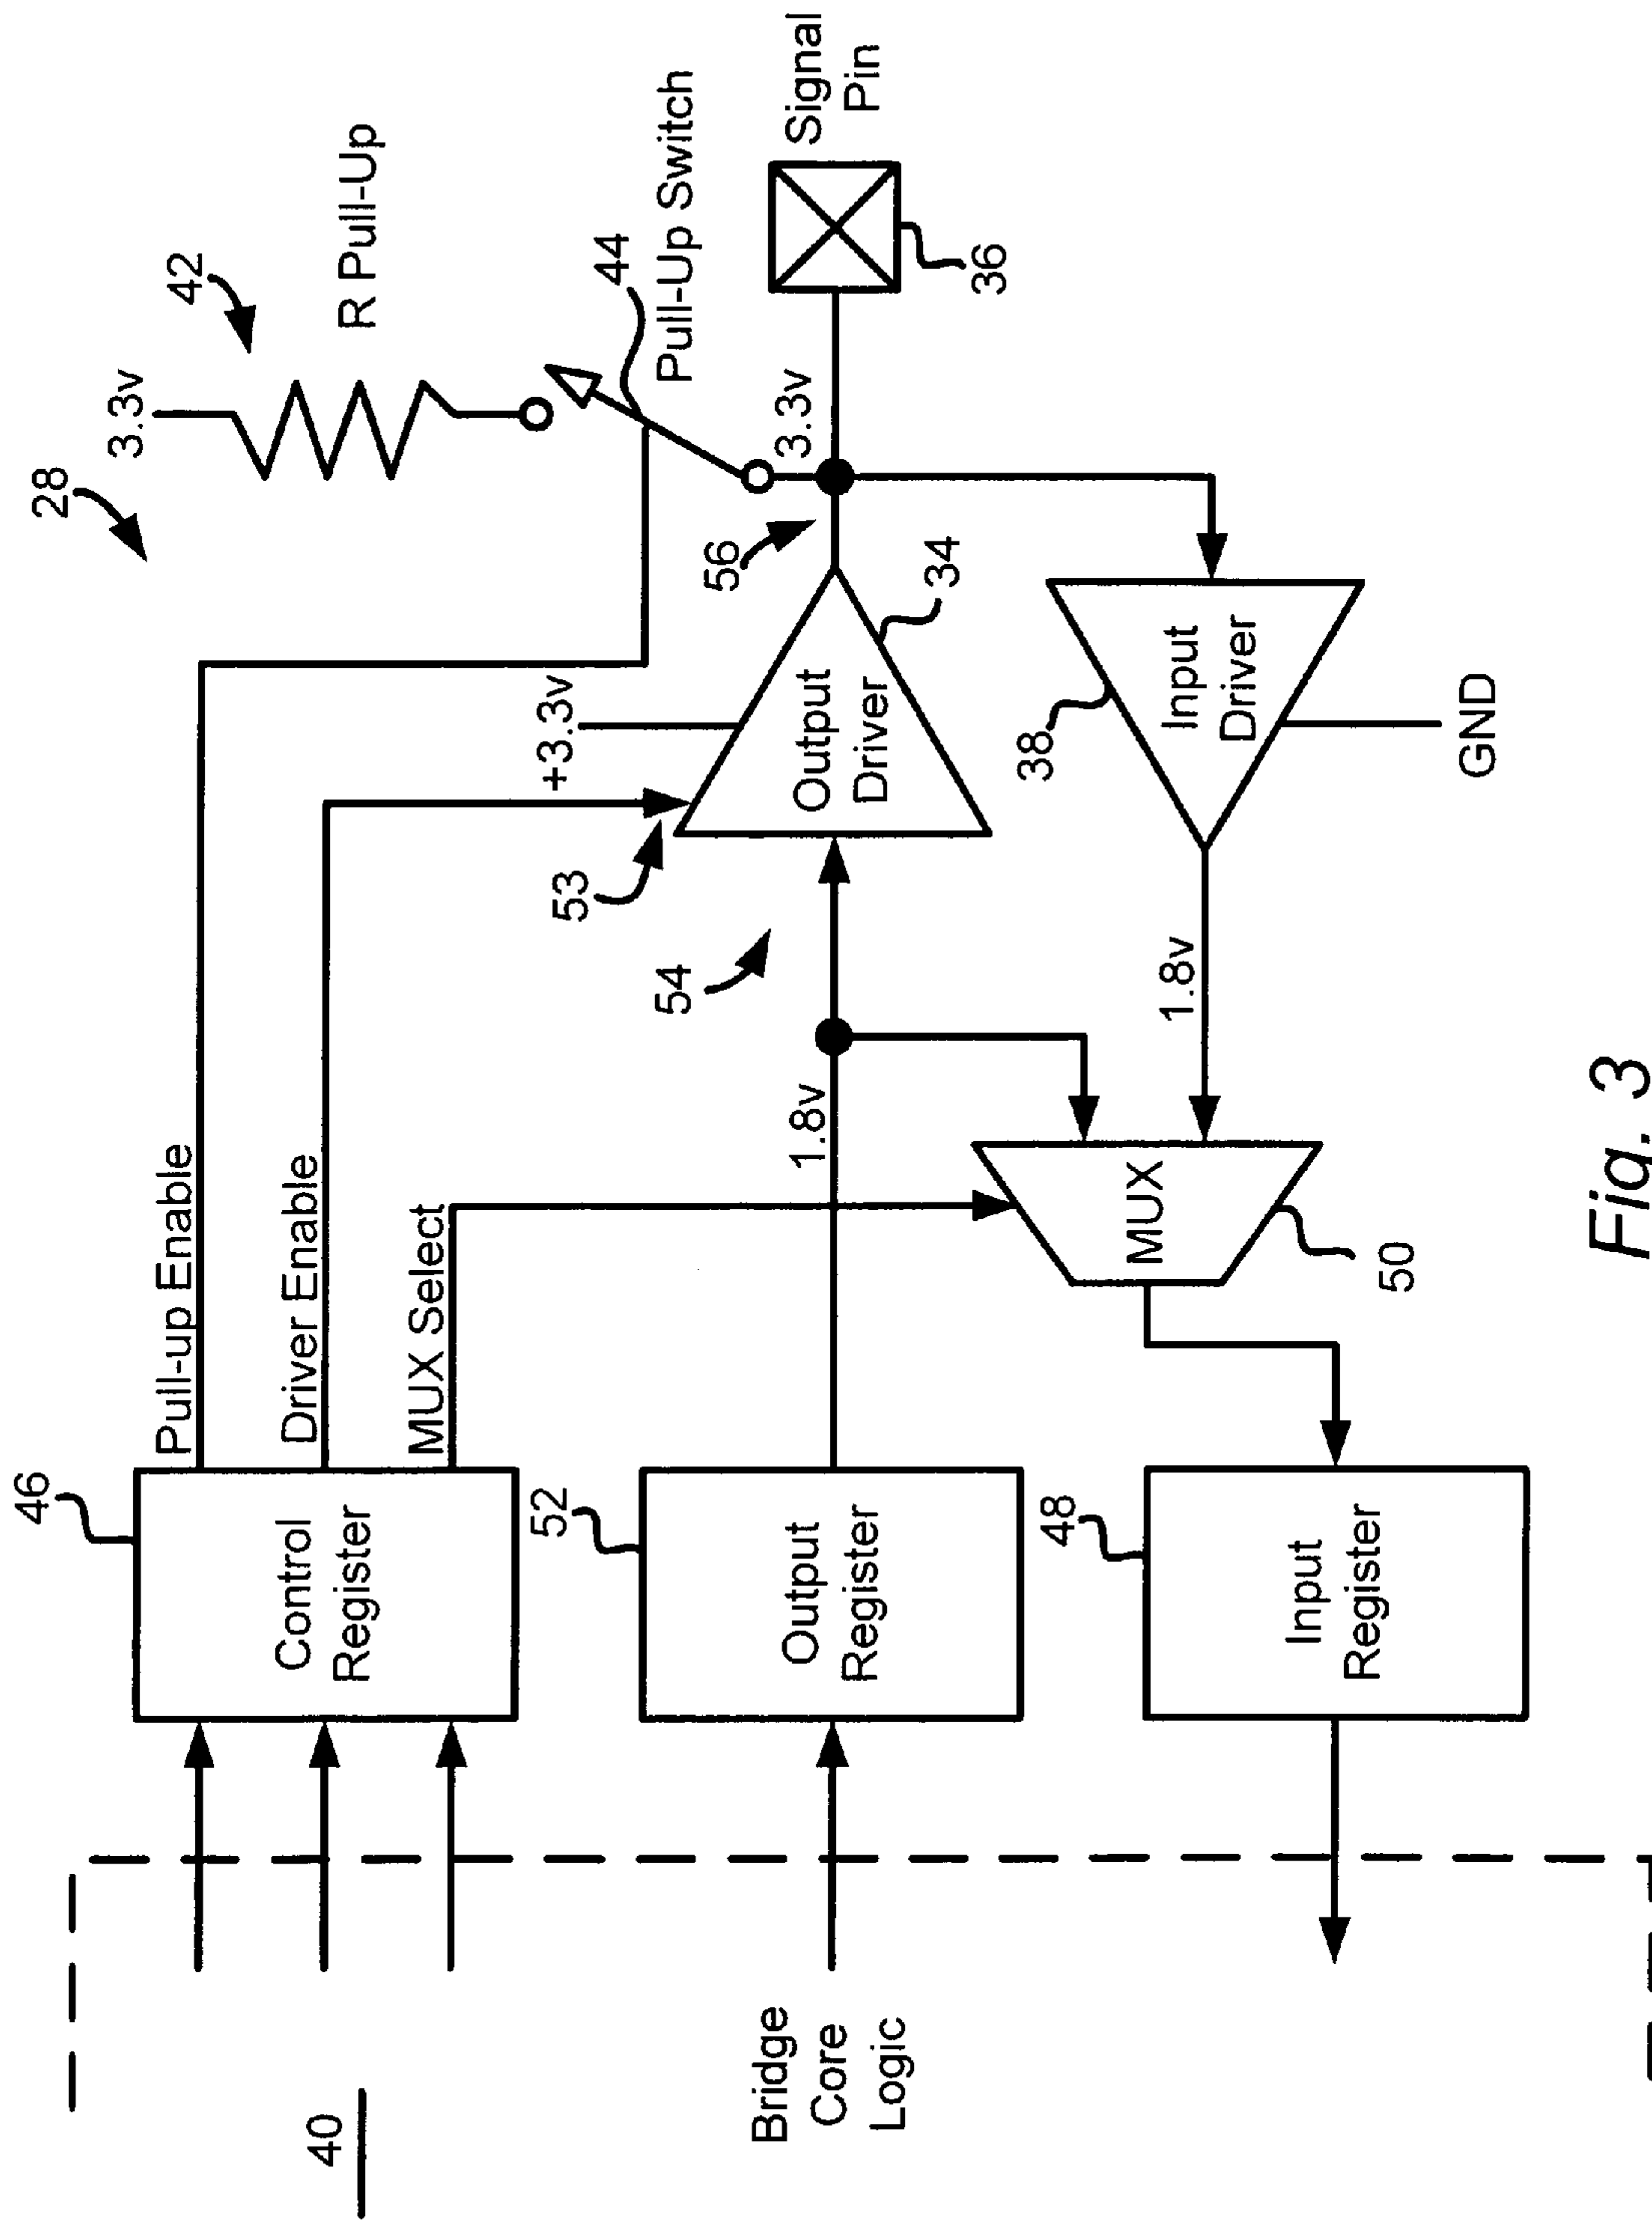 28
3.3v
42
R Pull-Up
44
Pull-Up Switch
Signal
Pin
36
3.3v
56
34
Output
Driver
+3.3v
53
54
38
Input
Driver
GND
1.8v
1.8v
MUX
50
Pull-up Enable
Driver Enable
MUX Select
46
Control
Register
52
Output
Register
48
Input
Register
40
Bridge
Core
Logic
Fig. 3